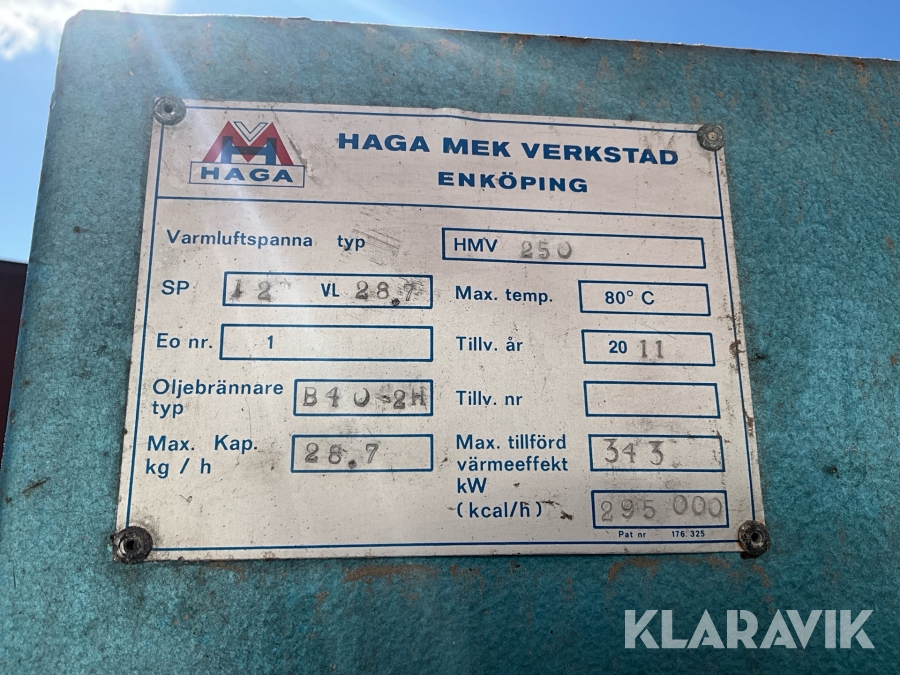 HAGA
HAGA MEK VERKSTAD
ENKÖPING
Varmluftspanna typ HMV 250
SP 12 VL 28.7
Max. temp. 80° C
Eo nr. 1
Tillv. år 20 11
Oljebrännare typ B40-2H
Tillv. nr
Max. Kap. kg / h 28.7
Max. tillförd värmeeffekt kW 343
(kcal/h) 295 000
Pat nr 176.325
KLARAVIK